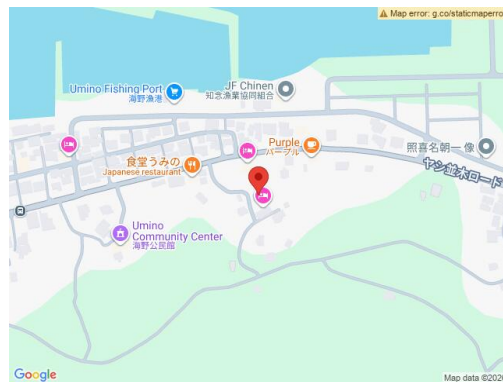 Map error: g.co/staticmaperro
Umino Fishing Port
海野漁港
JF Chinen
知念漁業協同組合
Purple
パープル
照喜名朝一像
ヤシ並木ロード
食堂うみの
Japanese restaurant
Umino
Community Center
海野公民館
Google
Map data ©2026